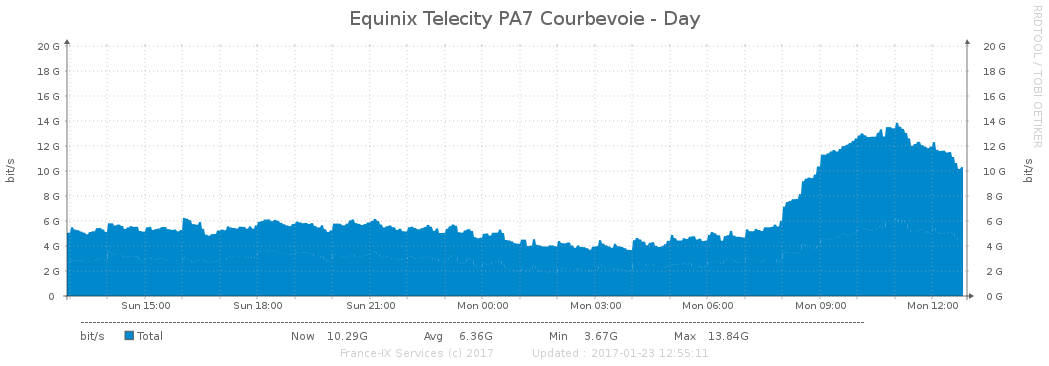 Equinix Telecity PA7 Courbevoie - Day
RRDTOOL / TOBI OETIKER
20 G 20 G
18 G 18 G
16 G 16 G
14 G 14 G
12 G 12 G
10 G 10 G
8 G 8 G
6 G 6 G
4 G 4 G
2 G 2 G
0 0 G
bit/s bit/s
Sun 15:00 Sun 18:00 Sun 21:00 Mon 00:00 Mon 03:00 Mon 06:00 Mon 09:00 Mon 12:00
bit/s Total Now 10.29G Avg 6.36G Min 3.67G Max 13.84G
France-IX Services (c) 2017 Updated : 2017-01-23 12:55:11